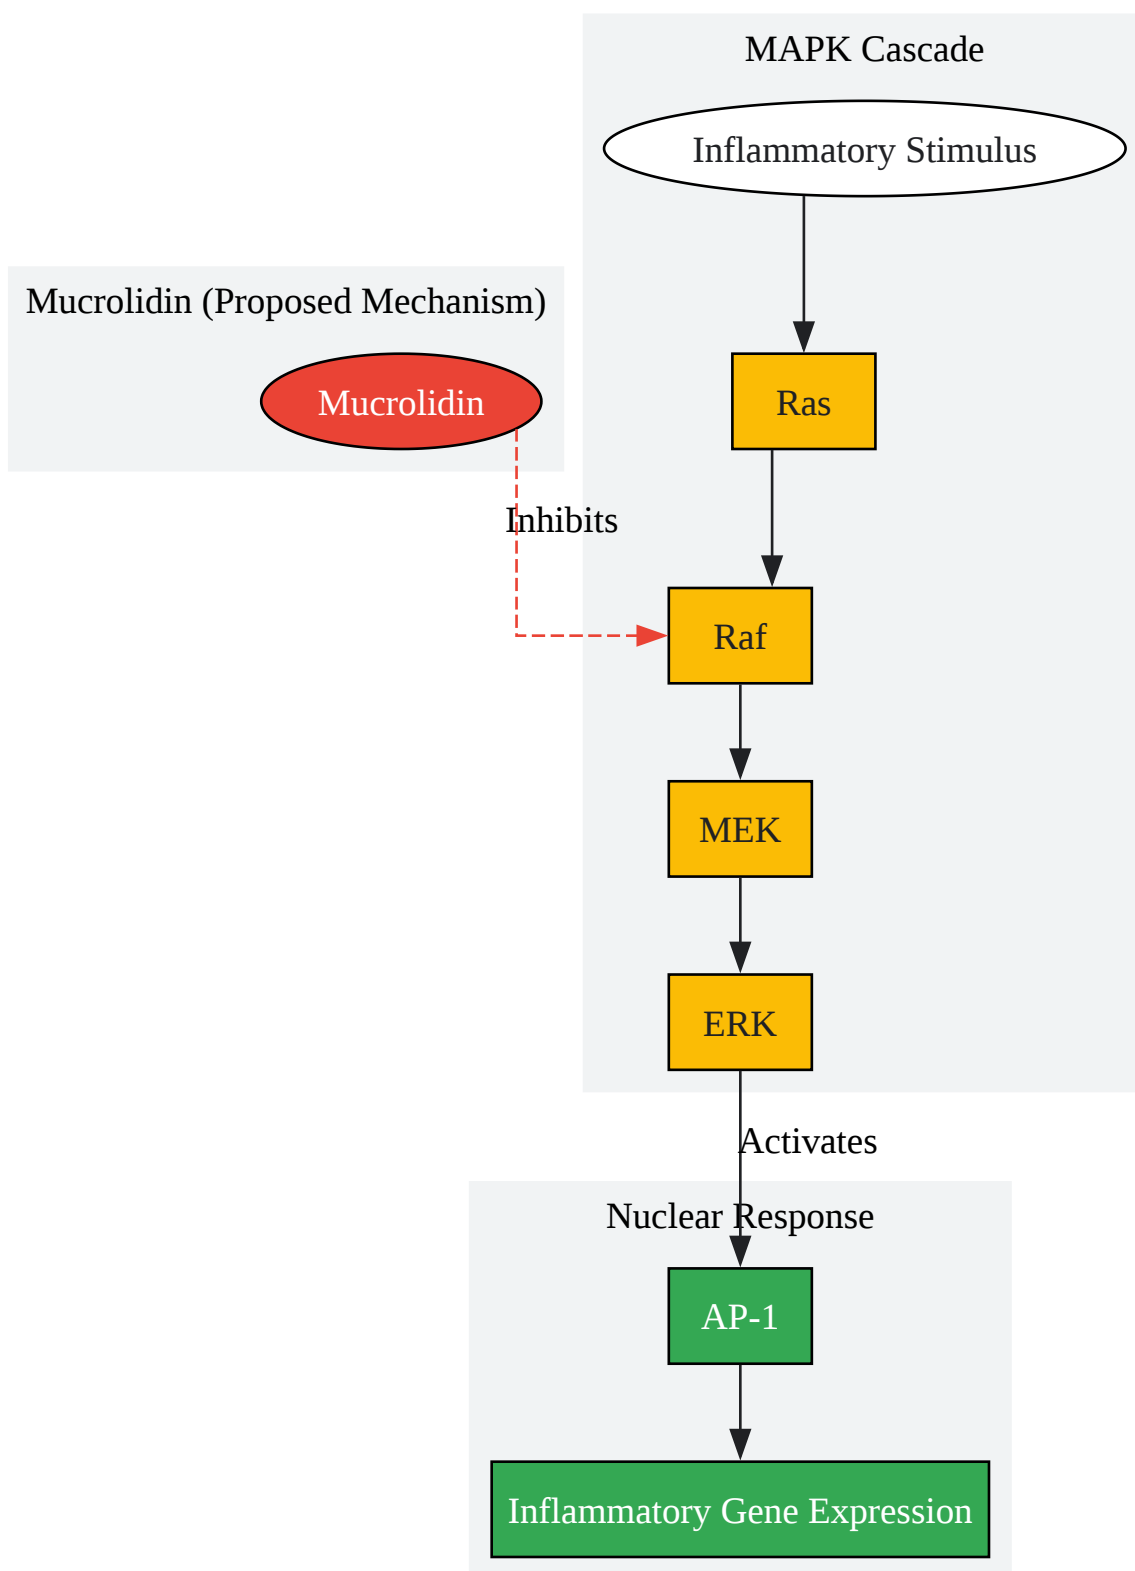 MAPK Cascade
Inflammatory Stimulus
Mucrolidin (Proposed Mechanism)
Mucrolidin
Ras
Inhibits
Raf
MEK
ERK
Activates
Nuclear Response
AP-1
Inflammatory Gene Expression